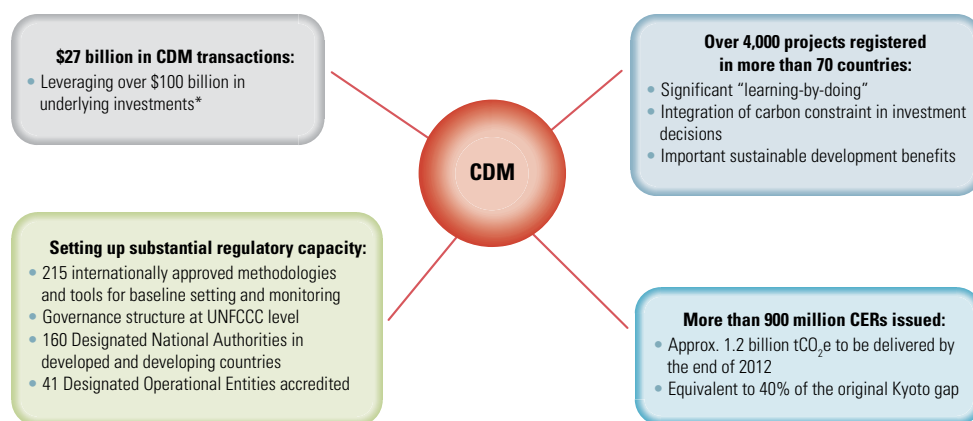 $27 billion in CDM transactions:
• Leveraging over $100 billion in
underlying investments*
Over 4,000 projects registered
in more than 70 countries:
• Significant “learning-by-doing”
• Integration of carbon constraint in investment
decisions
• Important sustainable development benefits
CDM
Setting up substantial regulatory capacity:
• 215 internationally approved methodologies
and tools for baseline setting and monitoring
• Governance structure at UNFCCC level
• 160 Designated National Authorities in
developed and developing countries
• 41 Designated Operational Entities accredited
More than 900 million CERs issued:
• Approx. 1.2 billion tCO₂e to be delivered by
the end of 2012
• Equivalent to 40% of the original Kyoto gap